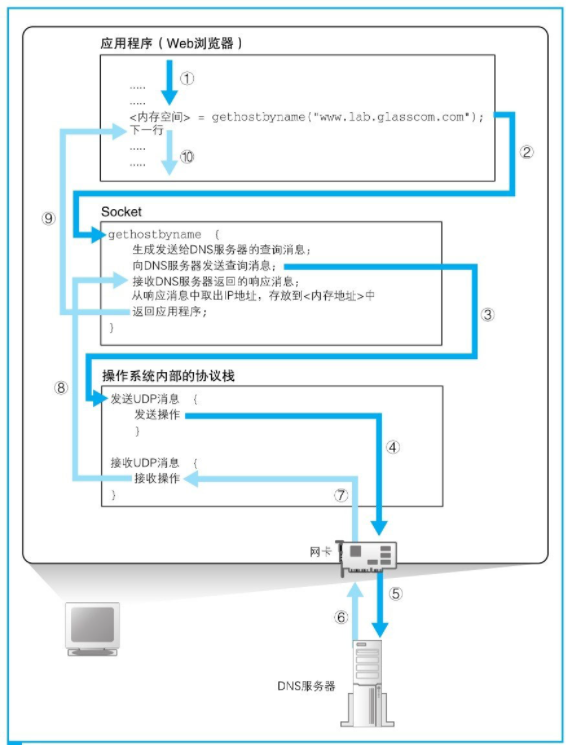 应用程序（Web浏览器）
①
.....
.....
<内存空间> = gethostbyname("www.lab.glasscom.com");
下一行
.....
.....
⑩
②
⑨
Socket
gethostbyname (
生成发送给DNS服务器的查询消息;
向DNS服务器发送查询消息;
接收DNS服务器返回的响应消息;
从响应消息中取出IP地址，存放到<内存地址>中
返回应用程序;
}
③
⑧
操作系统内部的协议栈
发送UDP消息 {
发送操作
}
④
接收UDP消息 {
接收操作
}
⑦
网卡
⑤
⑥
DNS服务器